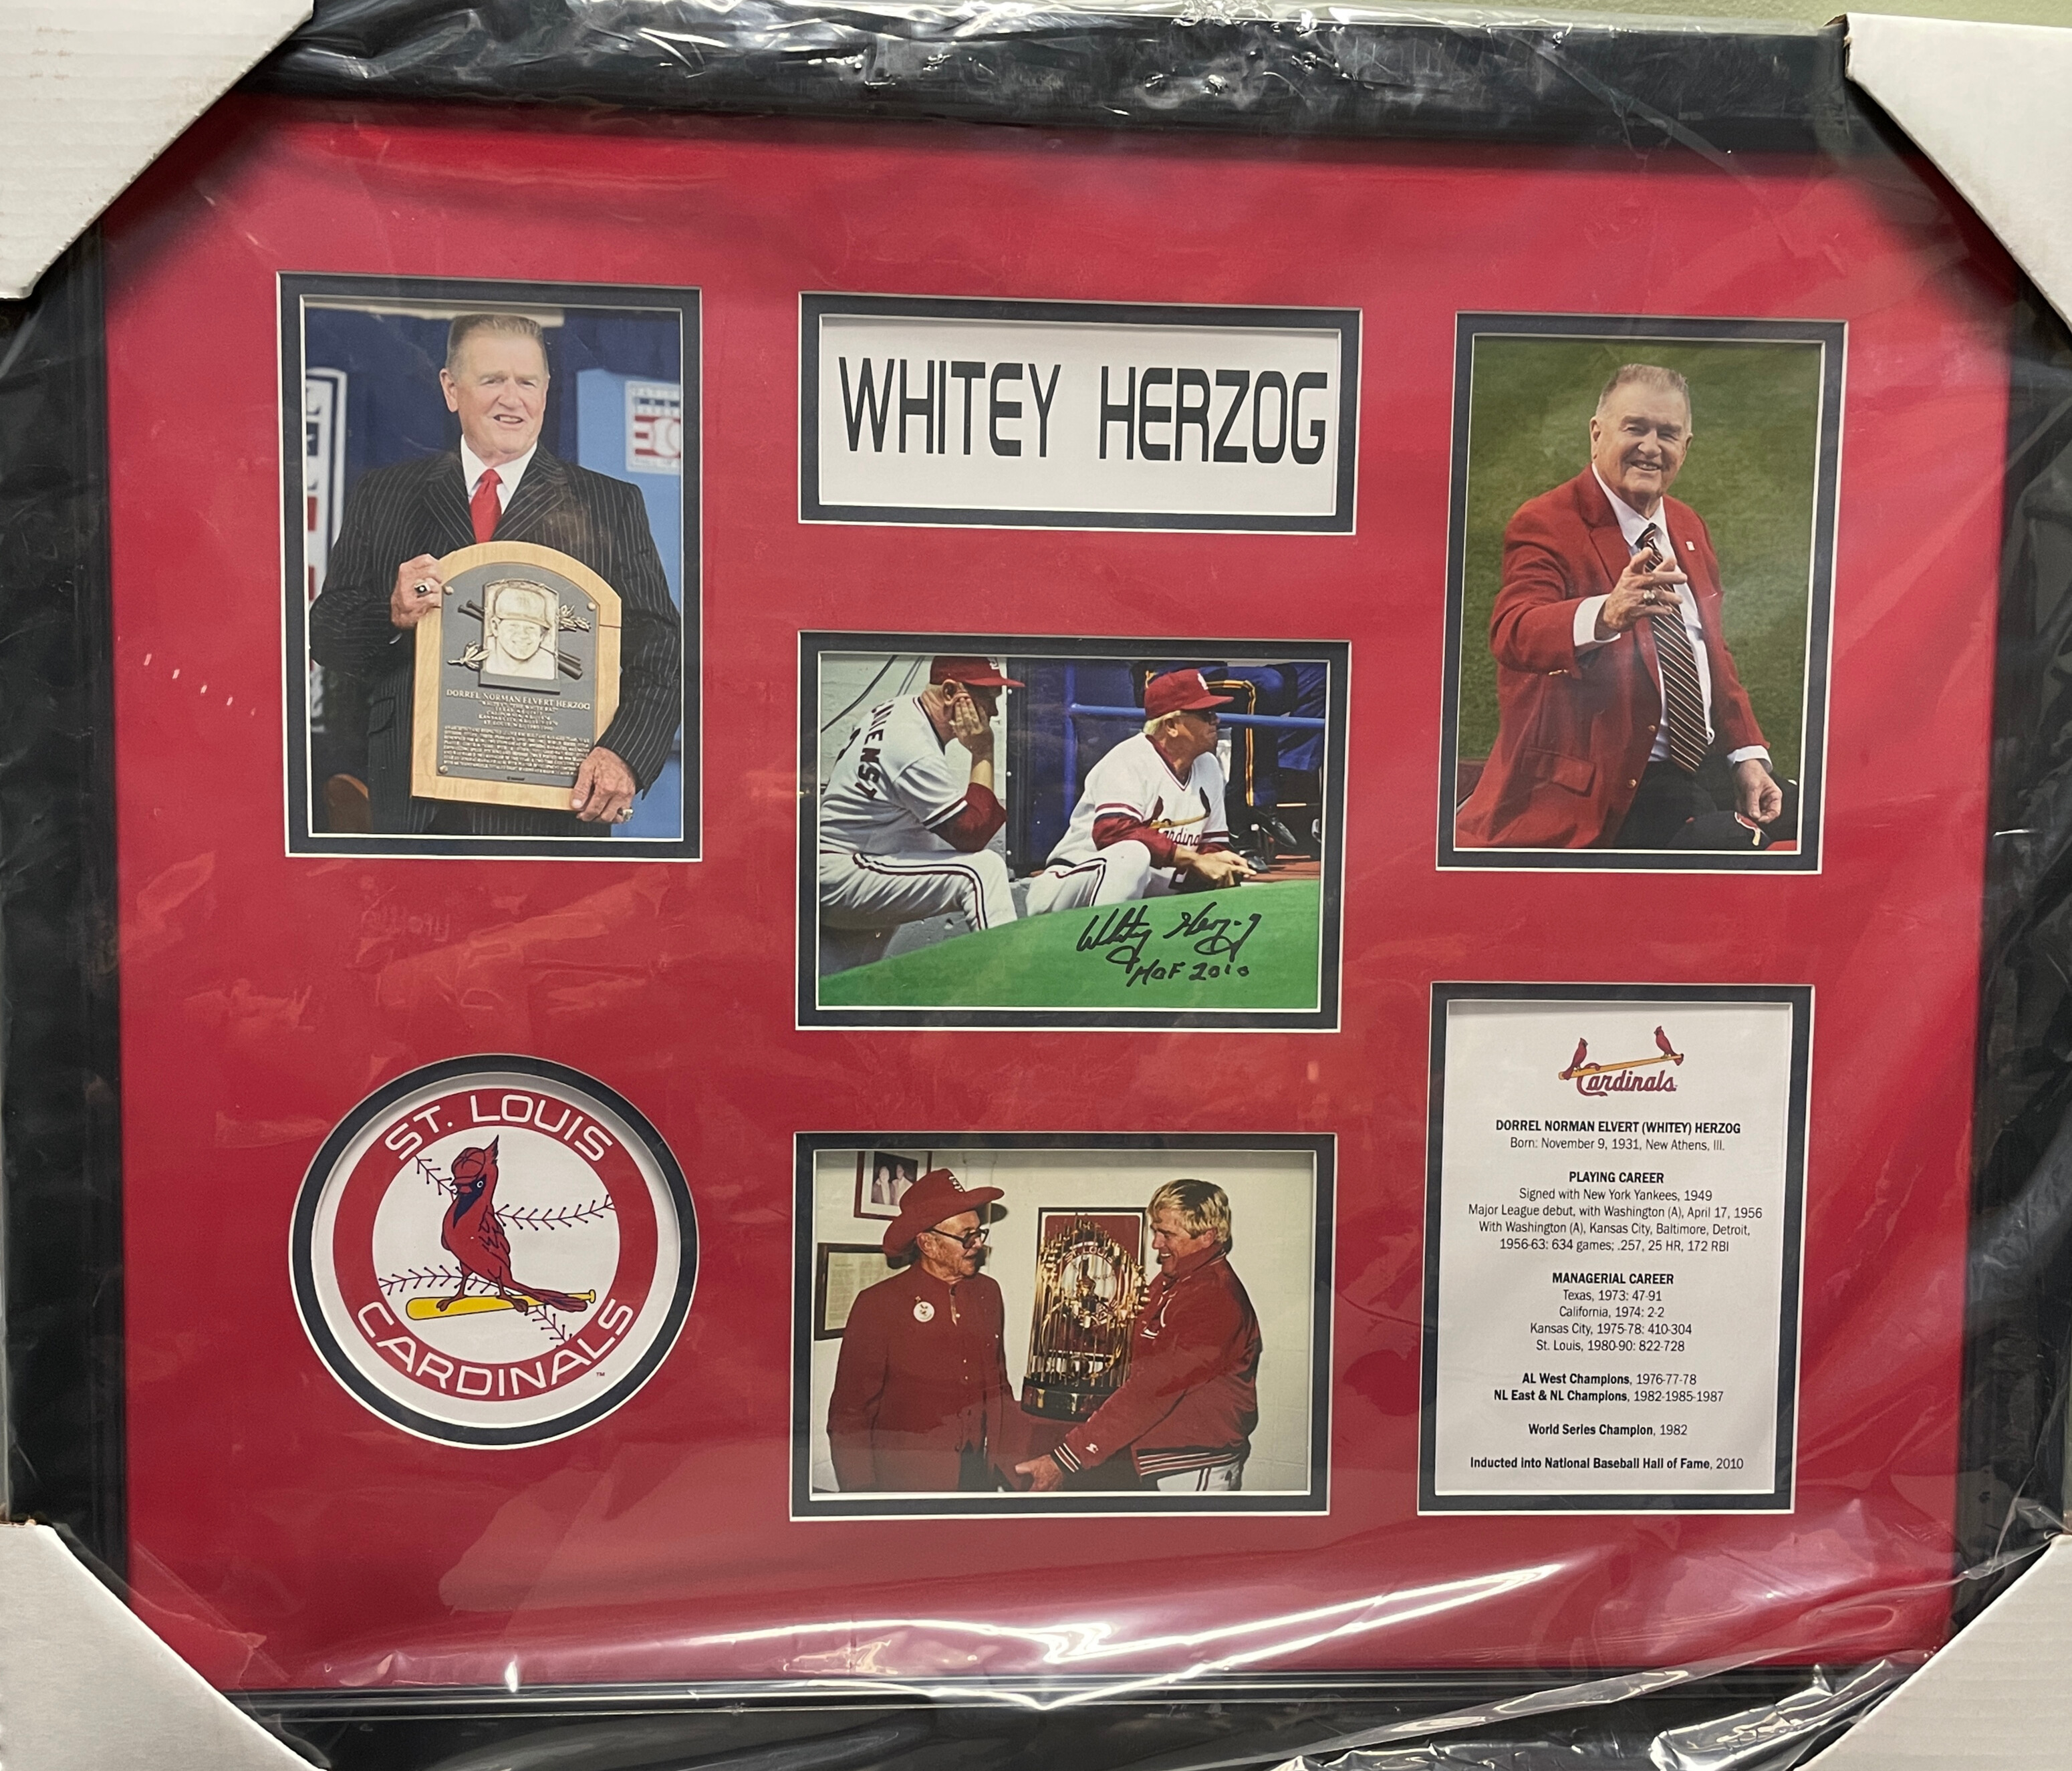 WHITEY HERZOG
DORREL NORMAN ELVERT HERZOG
Cardinals
Whitey Herzog
HOF 2010
ST. LOUIS
CARDINALS
™
ST. LOUIS
Cardinals
DORREL NORMAN ELVERT (WHITEY) HERZOG
Born: November 9, 1931, New Athens, Ill.
PLAYING CAREER
Signed with New York Yankees, 1949
Major League debut, with Washington (A), April 17, 1956
With Washington (A), Kansas City, Baltimore, Detroit,
1956-63: 634 games; .257, 25 HR, 172 RBI
MANAGERIAL CAREER
Texas, 1973: 47-91
California, 1974: 2-2
Kansas City, 1975-78: 410-304
St. Louis, 1980-90: 822-728
AL West Champions, 1976-77-78
NL East & NL Champions, 1982-1985-1987
World Series Champion, 1982
Inducted into National Baseball Hall of Fame, 2010